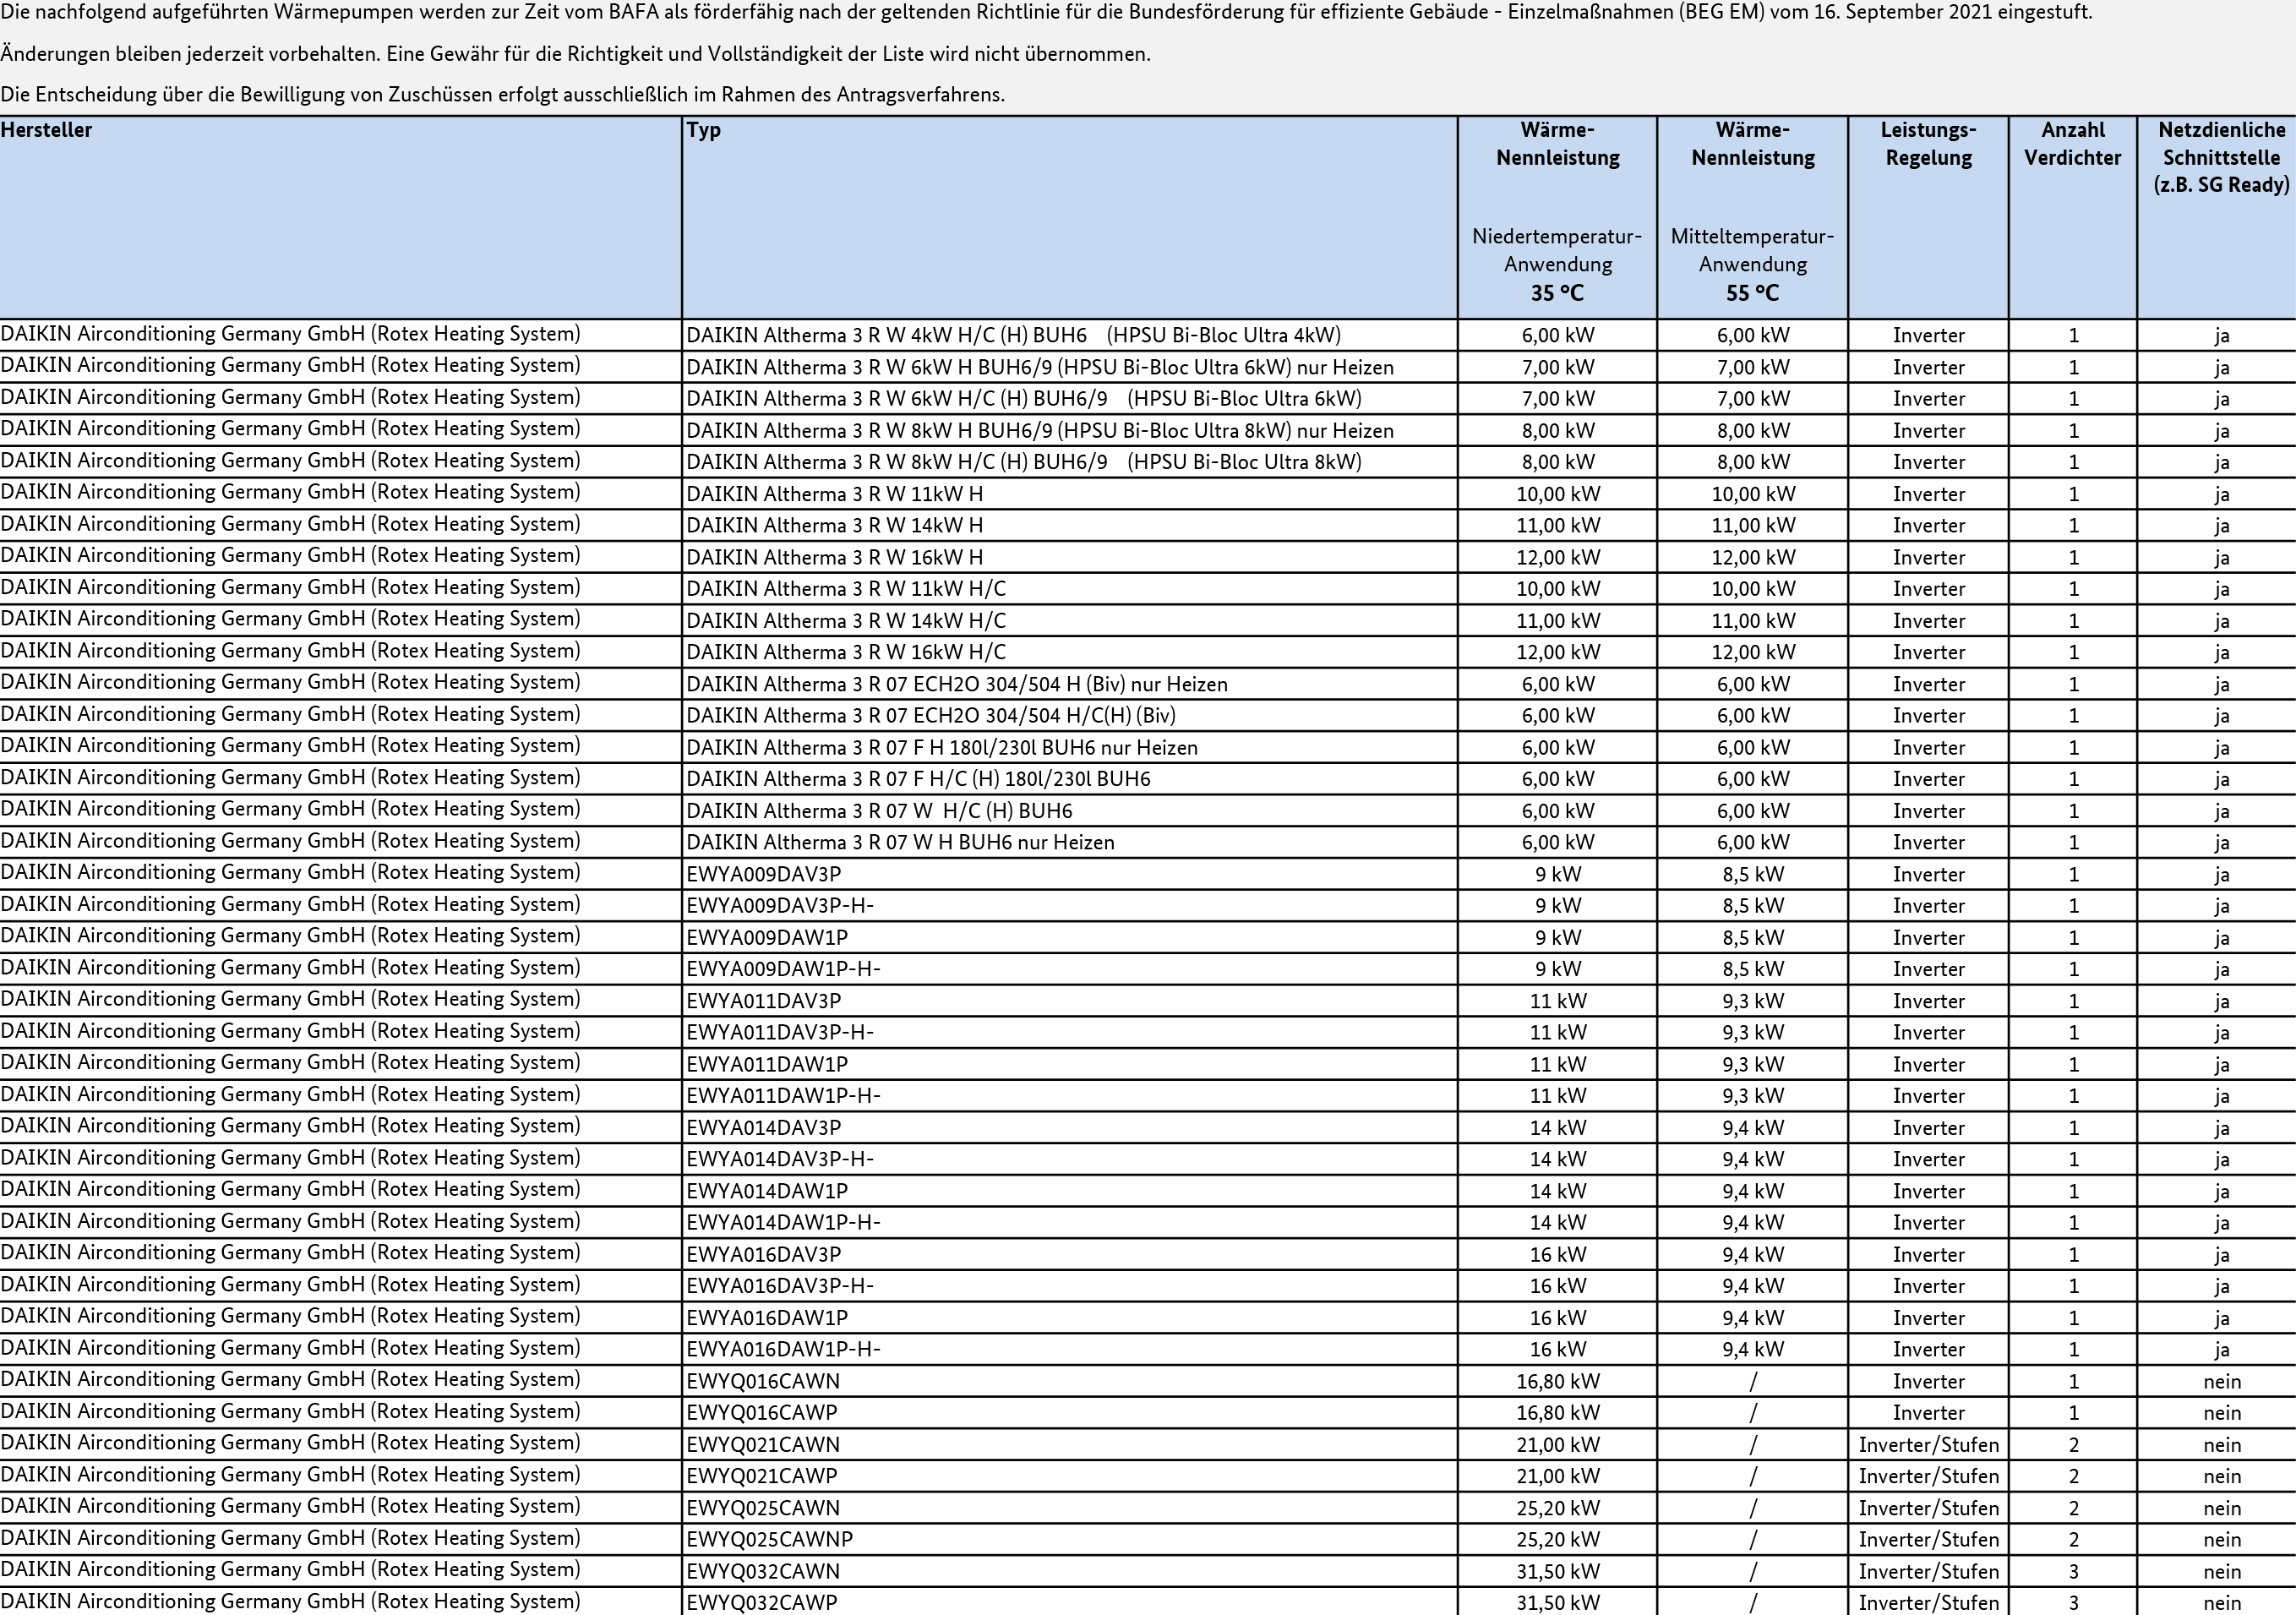 Die nachfolgend aufgeführten Wärmepumpen werden zur Zeit vom BAFA als förderfähig nach der geltenden Richtlinie für die Bundesförderung für effiziente Gebäude - Einzelmaßnahmen (BEG EM) vom 16. September 2021 eingestuft.
Änderungen bleiben jederzeit vorbehalten. Eine Gewähr für die Richtigkeit und Vollständigkeit der Liste wird nicht übernommen.
Die Entscheidung über die Bewilligung von Zuschüssen erfolgt ausschließlich im Rahmen des Antragsverfahrens.
Hersteller Typ Wärme- Wärme- Leistungs- Anzahl Netzdienliche
Nennleistung Nennleistung Regelung Verdichter Schnittstelle
(z.B. SG Ready)
Niedertemperatur- Mitteltemperatur-
Anwendung Anwendung
35 °C 55 °C
DAIKIN Airconditioning Germany GmbH (Rotex Heating System) DAIKIN Altherma 3 R W 4kW H/C (H) BUH6 (HPSU Bi-Bloc Ultra 4kW) 6,00 kW 6,00 kW Inverter 1 ja
DAIKIN Airconditioning Germany GmbH (Rotex Heating System) DAIKIN Altherma 3 R W 6kW H BUH6/9 (HPSU Bi-Bloc Ultra 6kW) nur Heizen 7,00 kW 7,00 kW Inverter 1 ja
DAIKIN Airconditioning Germany GmbH (Rotex Heating System) DAIKIN Altherma 3 R W 6kW H/C (H) BUH6/9 (HPSU Bi-Bloc Ultra 6kW) 7,00 kW 7,00 kW Inverter 1 ja
DAIKIN Airconditioning Germany GmbH (Rotex Heating System) DAIKIN Altherma 3 R W 8kW H BUH6/9 (HPSU Bi-Bloc Ultra 8kW) nur Heizen 8,00 kW 8,00 kW Inverter 1 ja
DAIKIN Airconditioning Germany GmbH (Rotex Heating System) DAIKIN Altherma 3 R W 8kW H/C (H) BUH6/9 (HPSU Bi-Bloc Ultra 8kW) 8,00 kW 8,00 kW Inverter 1 ja
DAIKIN Airconditioning Germany GmbH (Rotex Heating System) DAIKIN Altherma 3 R W 11kW H 10,00 kW 10,00 kW Inverter 1 ja
DAIKIN Airconditioning Germany GmbH (Rotex Heating System) DAIKIN Altherma 3 R W 14kW H 11,00 kW 11,00 kW Inverter 1 ja
DAIKIN Airconditioning Germany GmbH (Rotex Heating System) DAIKIN Altherma 3 R W 16kW H 12,00 kW 12,00 kW Inverter 1 ja
DAIKIN Airconditioning Germany GmbH (Rotex Heating System) DAIKIN Altherma 3 R W 11kW H/C 10,00 kW 10,00 kW Inverter 1 ja
DAIKIN Airconditioning Germany GmbH (Rotex Heating System) DAIKIN Altherma 3 R W 14kW H/C 11,00 kW 11,00 kW Inverter 1 ja
DAIKIN Airconditioning Germany GmbH (Rotex Heating System) DAIKIN Altherma 3 R W 16kW H/C 12,00 kW 12,00 kW Inverter 1 ja
DAIKIN Airconditioning Germany GmbH (Rotex Heating System) DAIKIN Altherma 3 R 07 ECH2O 304/504 H (Biv) nur Heizen 6,00 kW 6,00 kW Inverter 1 ja
DAIKIN Airconditioning Germany GmbH (Rotex Heating System) DAIKIN Altherma 3 R 07 ECH2O 304/504 H/C(H) (Biv) 6,00 kW 6,00 kW Inverter 1 ja
DAIKIN Airconditioning Germany GmbH (Rotex Heating System) DAIKIN Altherma 3 R 07 F H 180l/230l BUH6 nur Heizen 6,00 kW 6,00 kW Inverter 1 ja
DAIKIN Airconditioning Germany GmbH (Rotex Heating System) DAIKIN Altherma 3 R 07 F H/C (H) 180l/230l BUH6 6,00 kW 6,00 kW Inverter 1 ja
DAIKIN Airconditioning Germany GmbH (Rotex Heating System) DAIKIN Altherma 3 R 07 W H/C (H) BUH6 6,00 kW 6,00 kW Inverter 1 ja
DAIKIN Airconditioning Germany GmbH (Rotex Heating System) DAIKIN Altherma 3 R 07 W H BUH6 nur Heizen 6,00 kW 6,00 kW Inverter 1 ja
DAIKIN Airconditioning Germany GmbH (Rotex Heating System) EWYA009DAV3P 9 kW 8,5 kW Inverter 1 ja
DAIKIN Airconditioning Germany GmbH (Rotex Heating System) EWYA009DAV3P-H- 9 kW 8,5 kW Inverter 1 ja
DAIKIN Airconditioning Germany GmbH (Rotex Heating System) EWYA009DAW1P 9 kW 8,5 kW Inverter 1 ja
DAIKIN Airconditioning Germany GmbH (Rotex Heating System) EWYA009DAW1P-H- 9 kW 8,5 kW Inverter 1 ja
DAIKIN Airconditioning Germany GmbH (Rotex Heating System) EWYA011DAV3P 11 kW 9,3 kW Inverter 1 ja
DAIKIN Airconditioning Germany GmbH (Rotex Heating System) EWYA011DAV3P-H- 11 kW 9,3 kW Inverter 1 ja
DAIKIN Airconditioning Germany GmbH (Rotex Heating System) EWYA011DAW1P 11 kW 9,3 kW Inverter 1 ja
DAIKIN Airconditioning Germany GmbH (Rotex Heating System) EWYA011DAW1P-H- 11 kW 9,3 kW Inverter 1 ja
DAIKIN Airconditioning Germany GmbH (Rotex Heating System) EWYA014DAV3P 14 kW 9,4 kW Inverter 1 ja
DAIKIN Airconditioning Germany GmbH (Rotex Heating System) EWYA014DAV3P-H- 14 kW 9,4 kW Inverter 1 ja
DAIKIN Airconditioning Germany GmbH (Rotex Heating System) EWYA014DAW1P 14 kW 9,4 kW Inverter 1 ja
DAIKIN Airconditioning Germany GmbH (Rotex Heating System) EWYA014DAW1P-H- 14 kW 9,4 kW Inverter 1 ja
DAIKIN Airconditioning Germany GmbH (Rotex Heating System) EWYA016DAV3P 16 kW 9,4 kW Inverter 1 ja
DAIKIN Airconditioning Germany GmbH (Rotex Heating System) EWYA016DAV3P-H- 16 kW 9,4 kW Inverter 1 ja
DAIKIN Airconditioning Germany GmbH (Rotex Heating System) EWYA016DAW1P 16 kW 9,4 kW Inverter 1 ja
DAIKIN Airconditioning Germany GmbH (Rotex Heating System) EWYA016DAW1P-H- 16 kW 9,4 kW Inverter 1 ja
DAIKIN Airconditioning Germany GmbH (Rotex Heating System) EWYQ016CAWN 16,80 kW / Inverter 1 nein
DAIKIN Airconditioning Germany GmbH (Rotex Heating System) EWYQ016CAWP 16,80 kW / Inverter 1 nein
DAIKIN Airconditioning Germany GmbH (Rotex Heating System) EWYQ021CAWN 21,00 kW / Inverter/Stufen 2 nein
DAIKIN Airconditioning Germany GmbH (Rotex Heating System) EWYQ021CAWP 21,00 kW / Inverter/Stufen 2 nein
DAIKIN Airconditioning Germany GmbH (Rotex Heating System) EWYQ025CAWN 25,20 kW / Inverter/Stufen 2 nein
DAIKIN Airconditioning Germany GmbH (Rotex Heating System) EWYQ025CAWNP 25,20 kW / Inverter/Stufen 2 nein
DAIKIN Airconditioning Germany GmbH (Rotex Heating System) EWYQ032CAWN 31,50 kW / Inverter/Stufen 3 nein
DAIKIN Airconditioning Germany GmbH (Rotex Heating System) EWYQ032CAWP 31,50 kW / Inverter/Stufen 3 nein